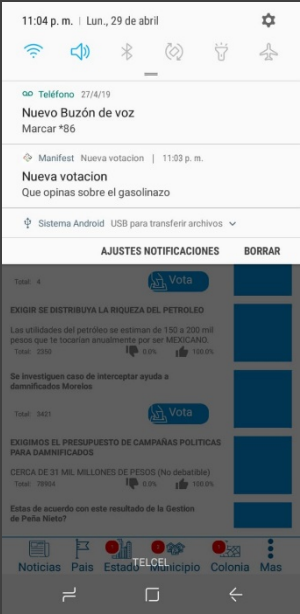 11:04 p. m. | Lun., 29 de abril
Teléfono 27/4/19
Nuevo Buzón de voz
Marcar *86
Manifest Nueva votacion | 11:03 p. m.
Nueva votacion
Que opinas sobre el gasolinazo
Sistema Android USB para transferir archivos
AJUSTES NOTIFICACIONES BORRAR
Total: 4 Vota
EXIGIR SE DISTRIBUYA LA RIQUEZA DEL PETROLEO
Las utilidades del petróleo se estiman de 150 a 200 mil
pesos que te tocarian anualmente por ser MEXICANO
Total: 2350 0.0% 100.0%
Se investiguen caso de interceptar ayuda a
damnificados Morelos
Total: 3421 Vota
EXIGIMOS EL PRESUPUESTO DE CAMPAÑAS POLITICAS
PARA DAMNIFICADOS
CERCA DE 31 MIL MILLONES DE PESOS (No debatible)
Total: 78904 0.0% 100.0%
Estas de acuerdo con este resultado de la Gestion
de Peña Nieto?
TELCEL
Noticias Pais Estado Municipio Colonia Mas